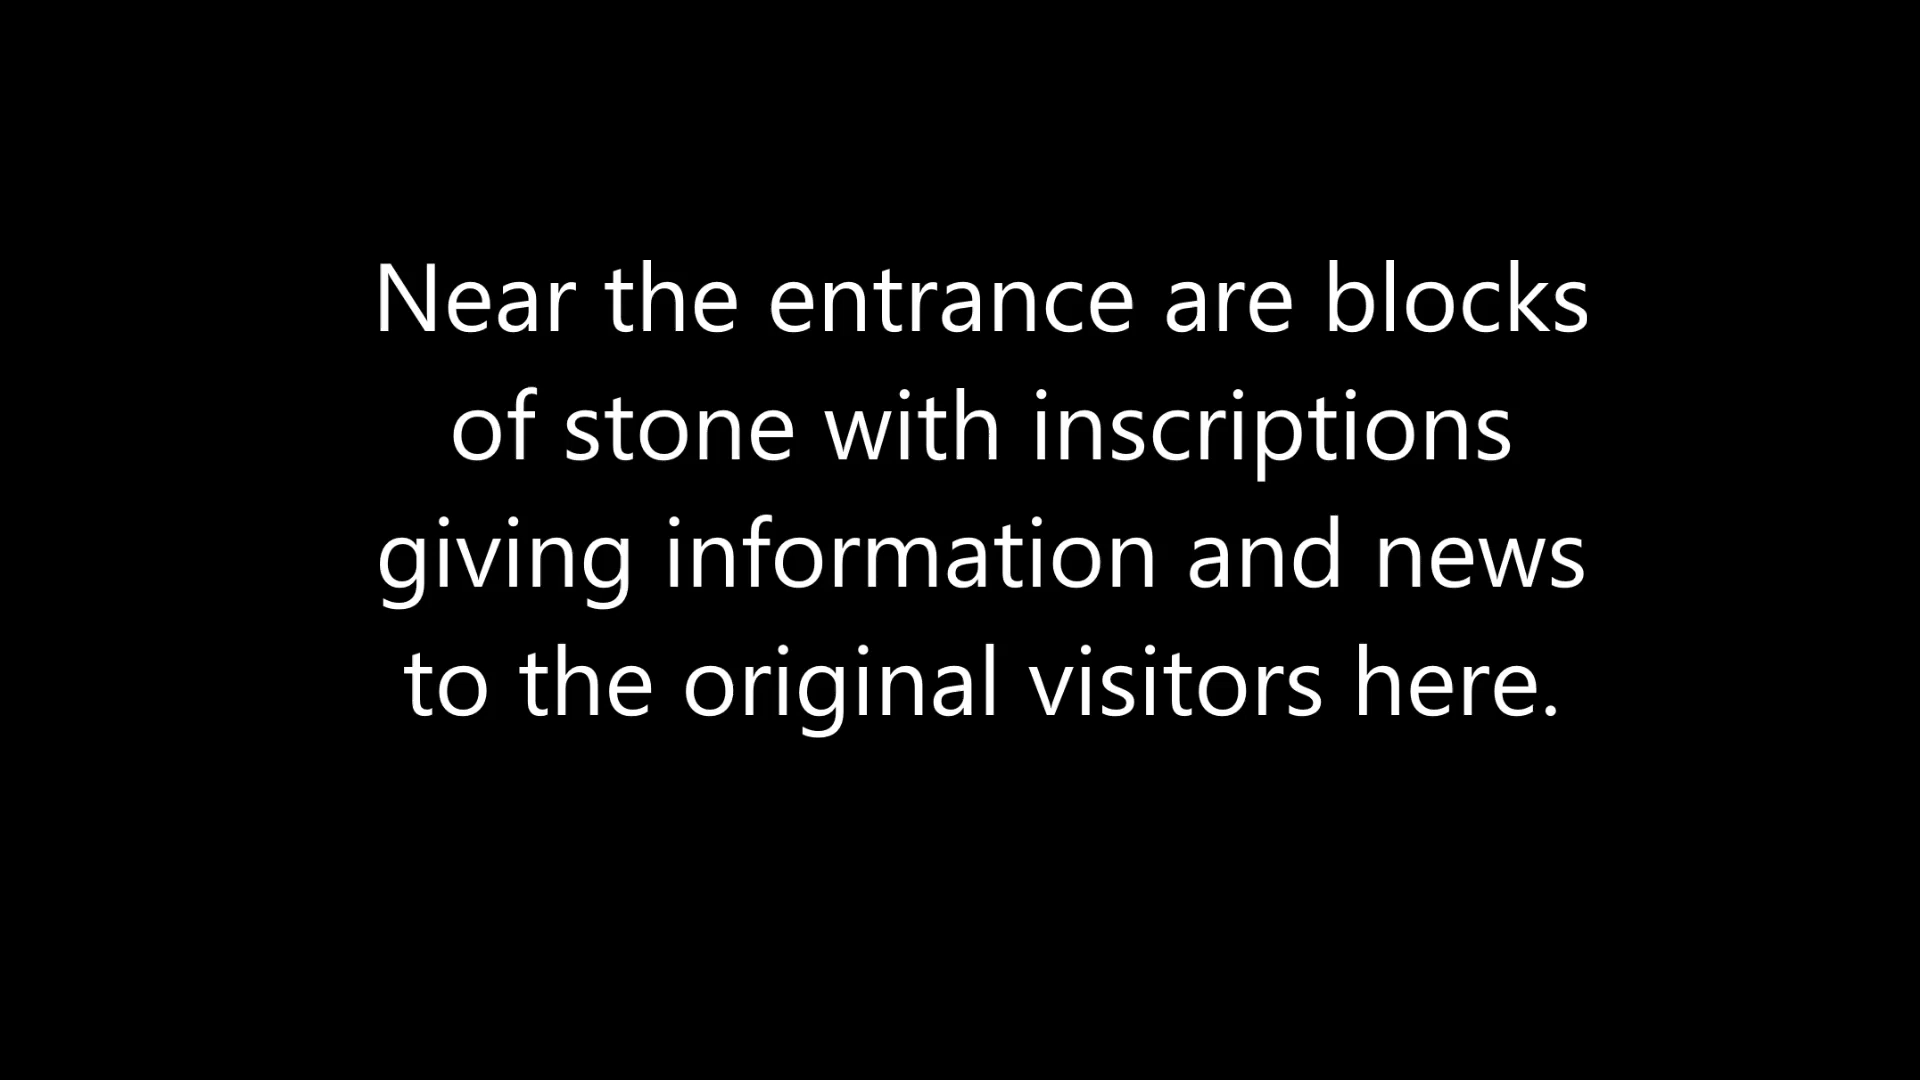 Near the entrance are blocks
of stone with inscriptions
giving information and news
to the original visitors here.